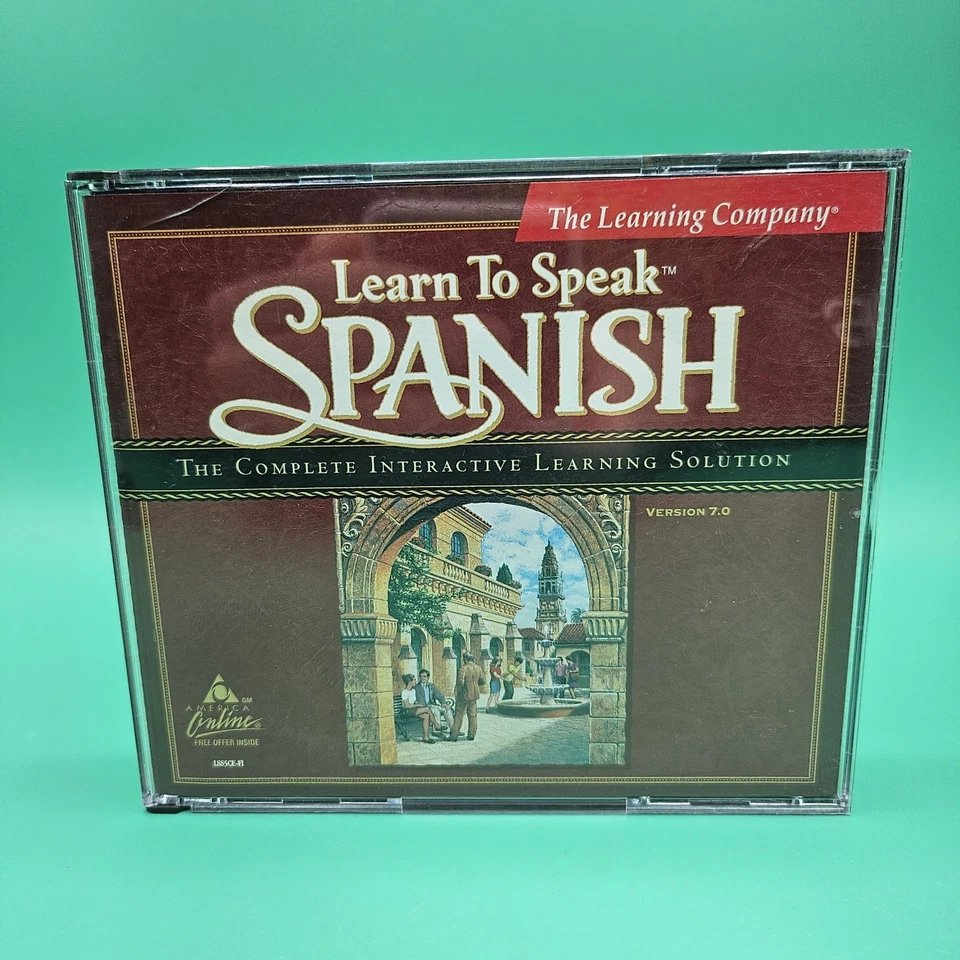 The Learning Company®
Learn To Speak™
SPANISH
THE COMPLETE INTERACTIVE LEARNING SOLUTION
VERSION 7.0
SM
AMERICA
Online®
FREE OFFER INSIDE